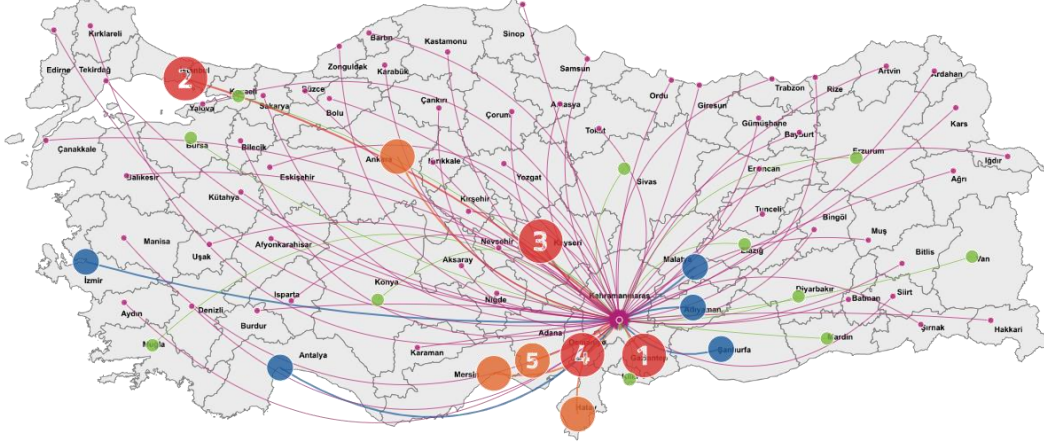 Kırklareli
Sinop
Bartın
Kastamonu
Edirne
Tekirdağ
Zonguldak
Karabük
Samsun
Artvin
Ardahan
2
Düzce
Trabzon
Rize
Ordu
Giresun
Yalova
Sakarya
Bolu
Çankırı
Çorum
Amasya
Gümüşhane
Bayburt
Kars
Tokat
Çanakkale
Bursa
Bilecik
Ankara
Kırıkkale
Erzurum
Iğdır
Balıkesir
Eskişehir
Yozgat
Sivas
Erzincan
Ağrı
Kütahya
Kırşehir
Tunceli
Bingöl
Manisa
Uşak
Afyonkarahisar
Nevşehir
3
Kayseri
Muş
Bitlis
Van
İzmir
Aksaray
Malatya
Elazığ
Konya
Isparta
Niğde
Kahramanmaraş
Diyarbakır
Batman
Siirt
Aydın
Denizli
Burdur
Adıyaman
Şırnak
Hakkari
Muğla
Antalya
Karaman
Adana
Osmaniye
Mardin
Mersin
5
4
1
Gaziantep
Şanlıurfa
Kilis
Hatay